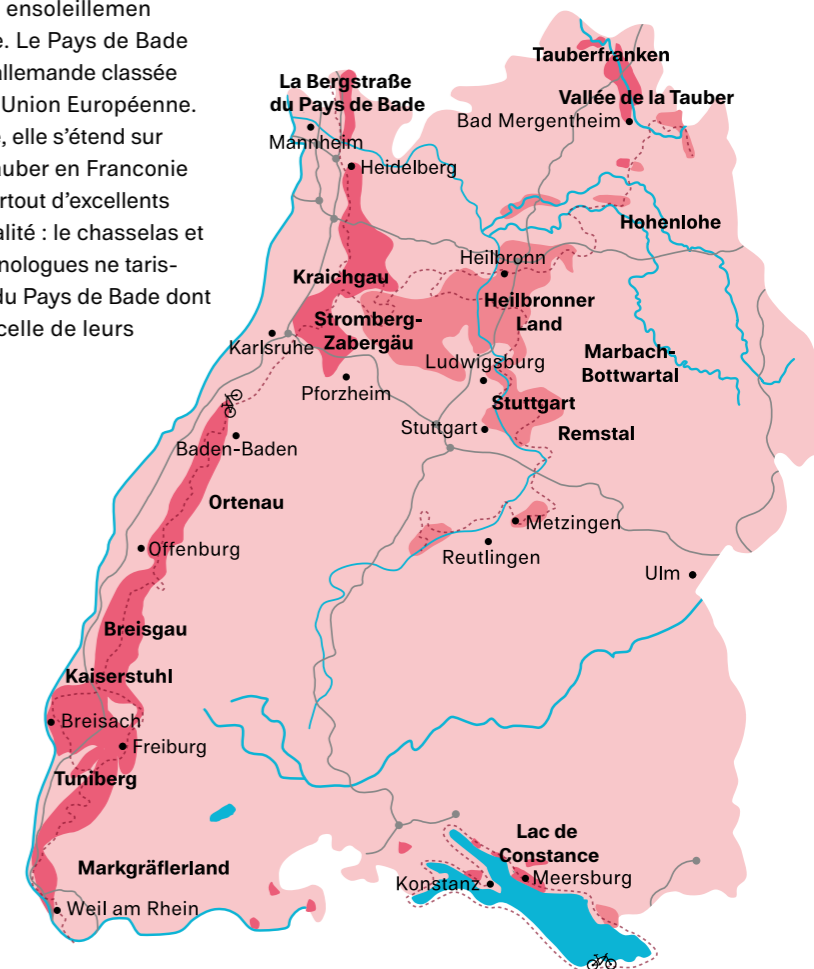 ensoleillemen
e. Le Pays de Bade
allemande classée
Union Européenne.
, elle s’étend sur
auber en Franconie
rtout d’excellents
alité : le chasselas et
nologues ne taris-
du Pays de Bade dont
celle de leurs
Tauberfranken
La Bergstraße
du Pays de Bade
Vallée de la Tauber
Bad Mergentheim
Mannheim
Heidelberg
Hohenlohe
Heilbronn
Kraichgau
Heilbronner
Land
Stromberg-
Zabergäu
Karlsruhe
Marbach-
Bottwartal
Ludwigsburg
Pforzheim
Stuttgart
Stuttgart
Remstal
Baden-Baden
Ortenau
Metzingen
Offenburg
Reutlingen
Ulm
Breisgau
Kaiserstuhl
Breisach
Freiburg
Tuniberg
Lac de
Constance
Markgräflerland
Konstanz
Meersburg
Weil am Rhein